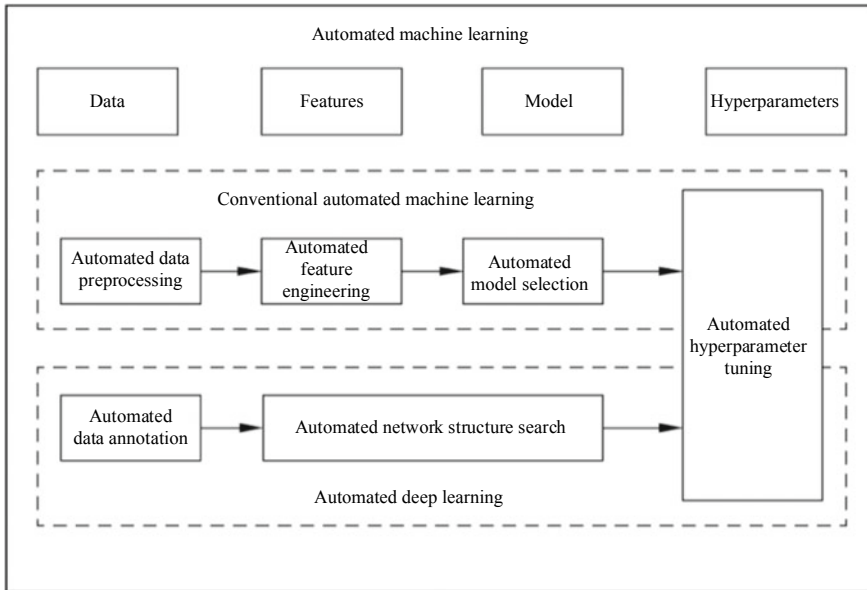 Automated machine learning
Data
Features
Model
Hyperparameters
Conventional automated machine learning
Automated data
preprocessing
Automated
feature
engineering
Automated
model selection
Automated
hyperparameter
tuning
Automated
data annotation
Automated network structure search
Automated deep learning